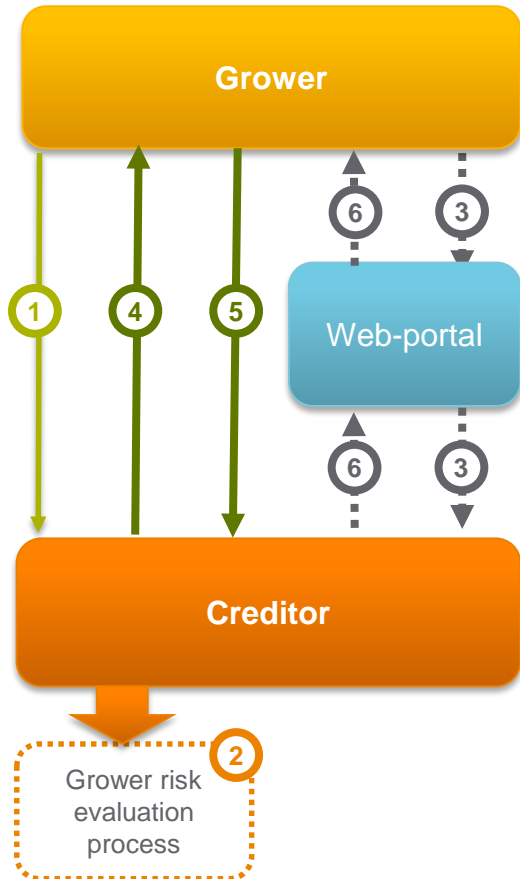 Grower
6
3
1
4
5
Web-portal
6
3
Creditor
2
Grower risk
evaluation
process